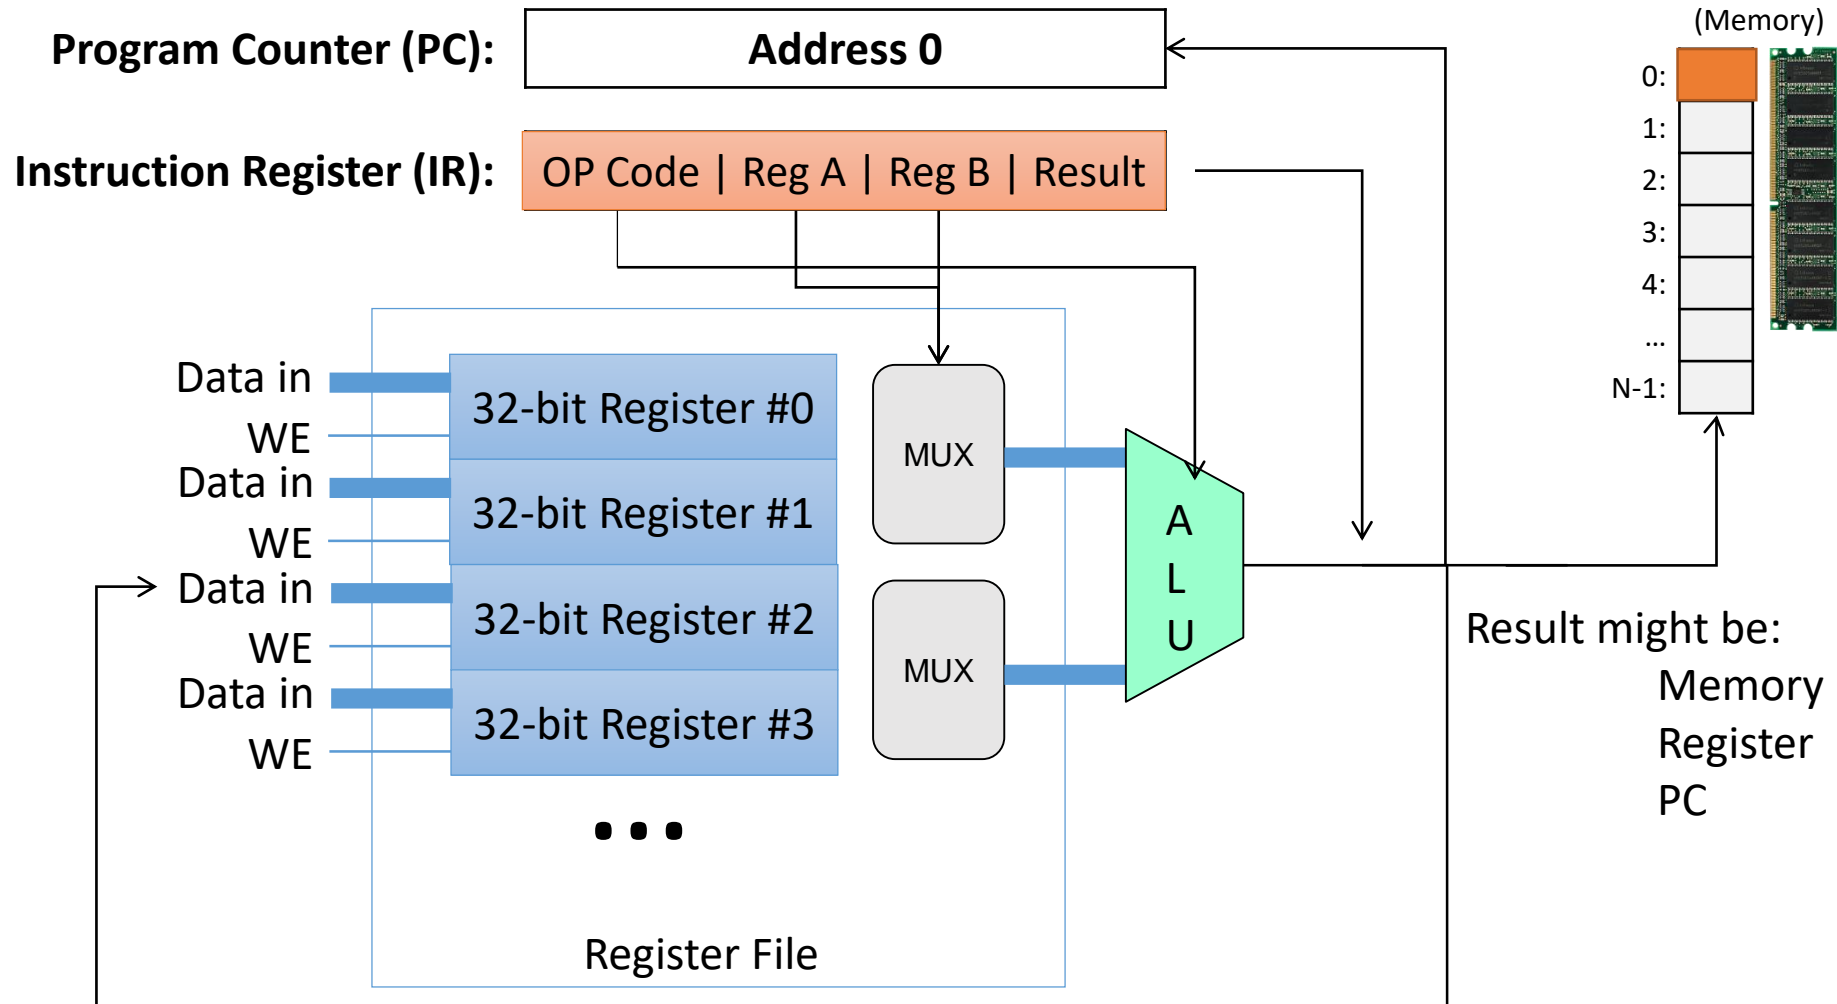 (Memory)
Program Counter (PC):
Address 0
Instruction Register (IR):
OP Code | Reg A | Reg B | Result
0:
1:
2:
3:
4:
...
N-1:
Data in
WE
Data in
WE
Data in
WE
Data in
WE
32-bit Register #0
32-bit Register #1
32-bit Register #2
32-bit Register #3
...
MUX
MUX
A
L
U
Register File
Result might be:
Memory
Register
PC